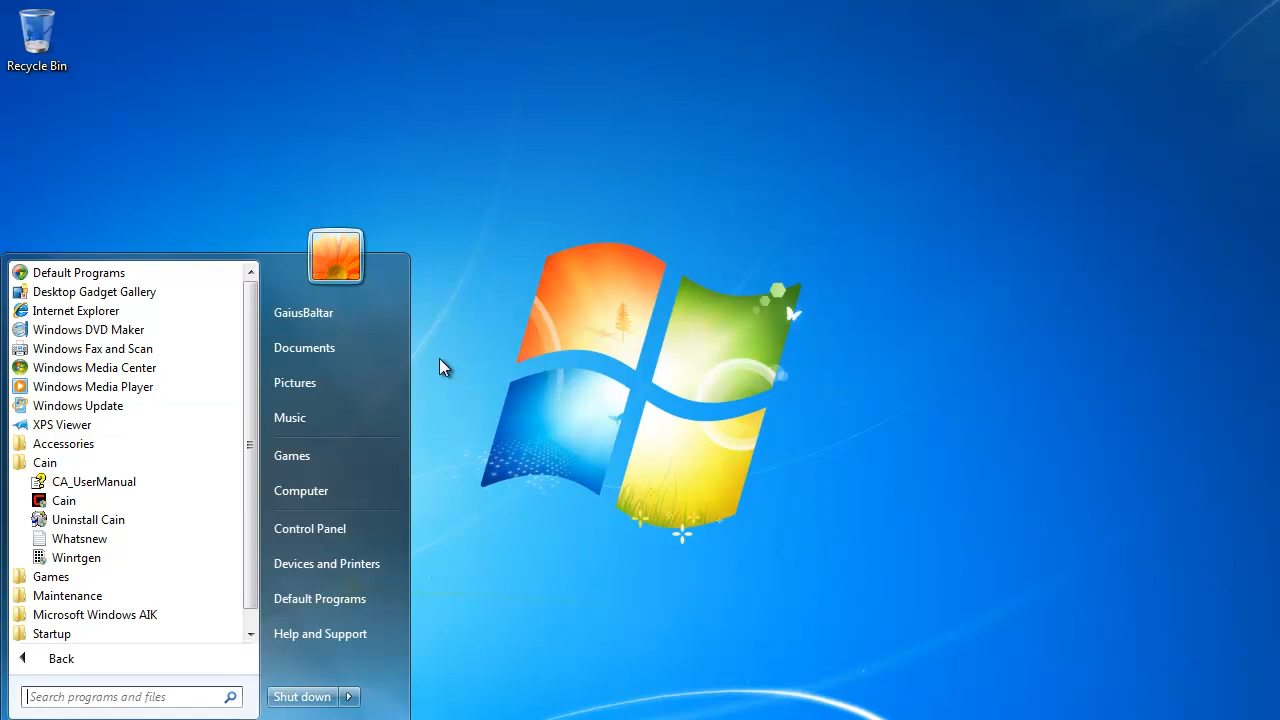 Recycle Bin
Default Programs
Desktop Gadget Gallery
Internet Explorer
Windows DVD Maker
Windows Fax and Scan
Windows Media Center
Windows Media Player
Windows Update
XPS Viewer
Accessories
Cain
CA_UserManual
Cain
Uninstall Cain
Whatsnew
Winrtgen
Games
Maintenance
Microsoft Windows AIK
Startup
Back
Search programs and files
GaiusBaltar
Documents
Pictures
Music
Games
Computer
Control Panel
Devices and Printers
Default Programs
Help and Support
Shut down